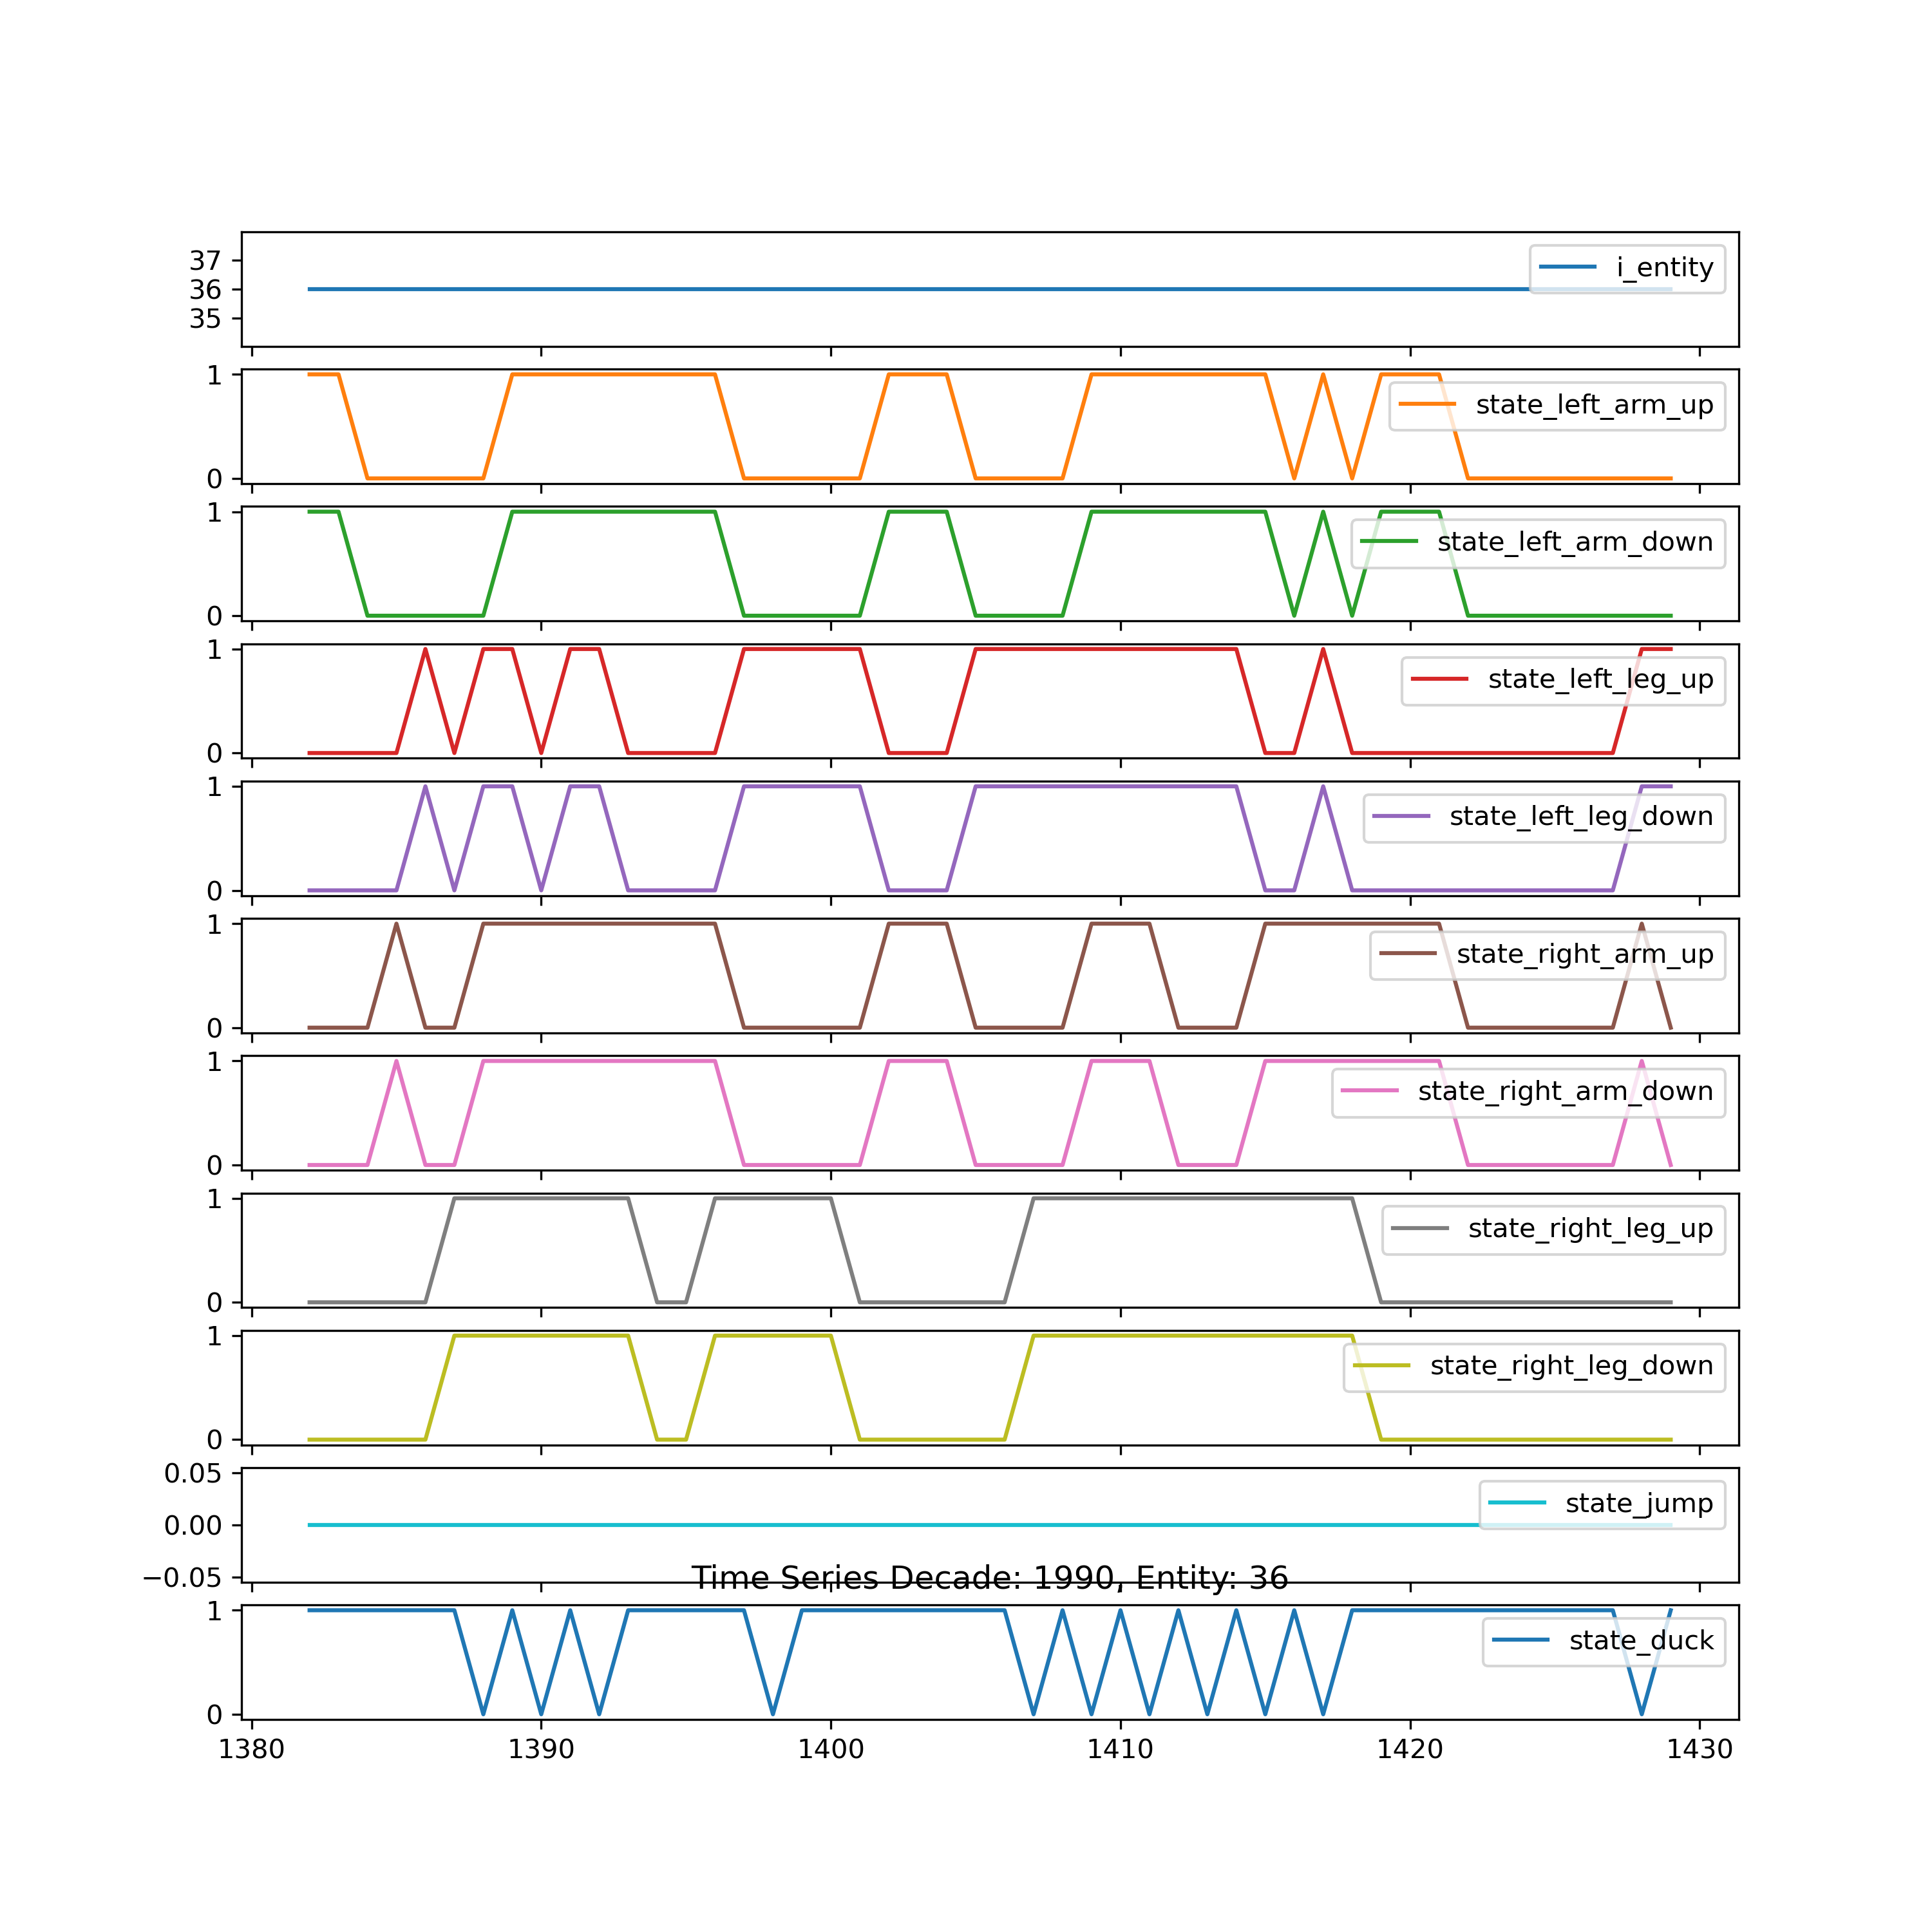 37
36
35
i_entity
1
0
state_left_arm_up
1
0
state_left_arm_down
1
0
state_left_leg_up
1
0
state_left_leg_down
1
0
state_right_arm_up
1
0
state_right_arm_down
1
0
state_right_leg_up
1
0
state_right_leg_down
0.05
0.00
−0.05
state_jump
Time Series Decade: 1990, Entity: 36
1
0
state_duck
1380 1390 1400 1410 1420 1430